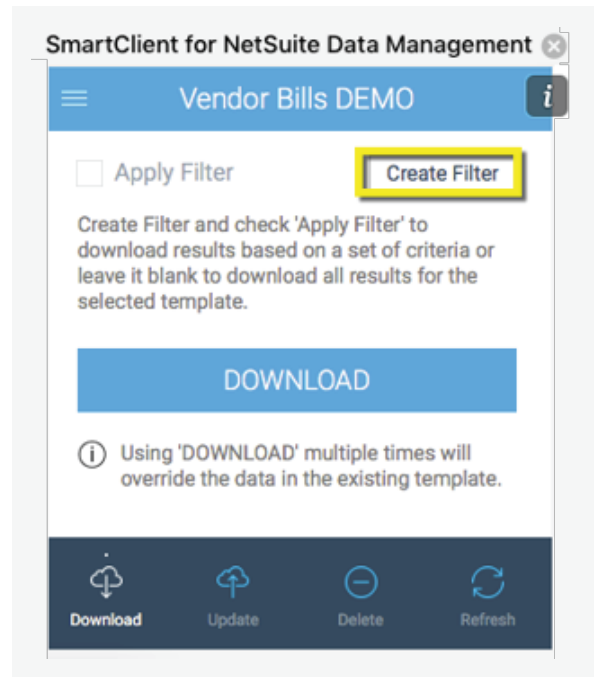 SmartClient for NetSuite Data Management
Vendor Bills DEMO
i
Apply Filter
Create Filter
Create Filter and check 'Apply Filter' to
download results based on a set of criteria or
leave it blank to download all results for the
selected template.
DOWNLOAD
i Using 'DOWNLOAD' multiple times will
override the data in the existing template.
Download
Update
Delete
Refresh